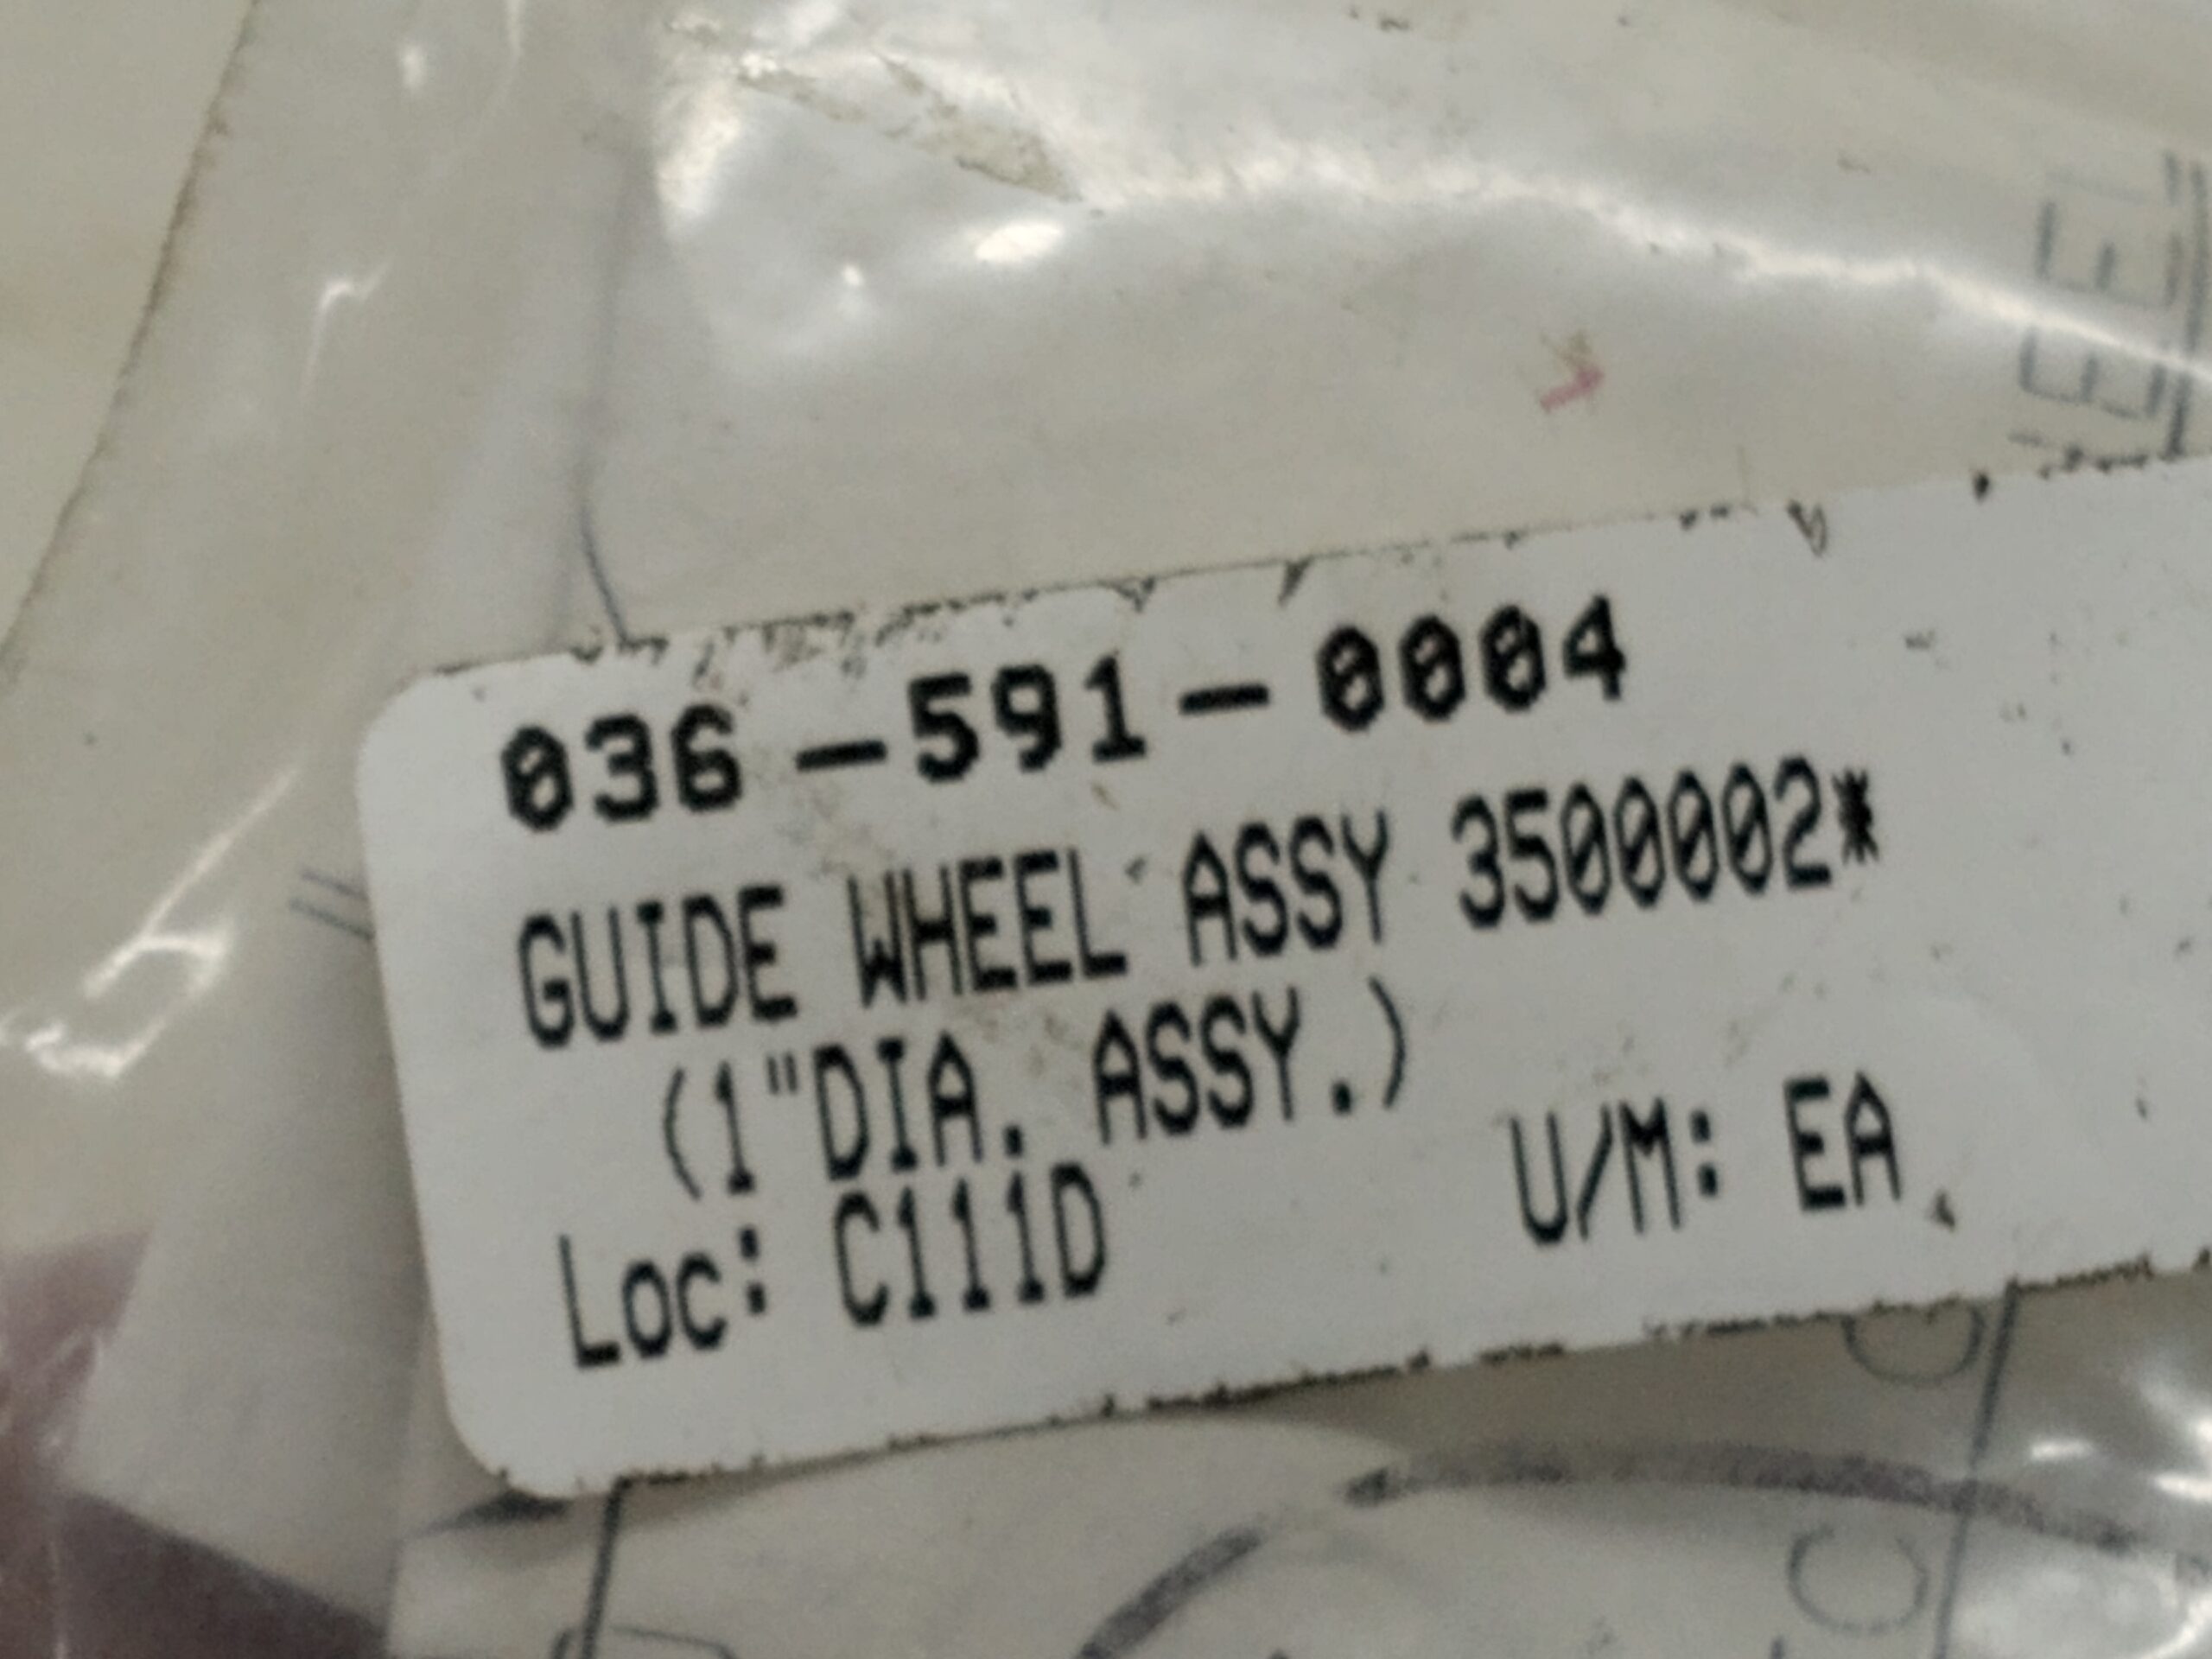 036-591-0004
GUIDE WHEEL ASSY 3500002*
(1"DIA. ASSY.)
Loc: C111D U/M: EA